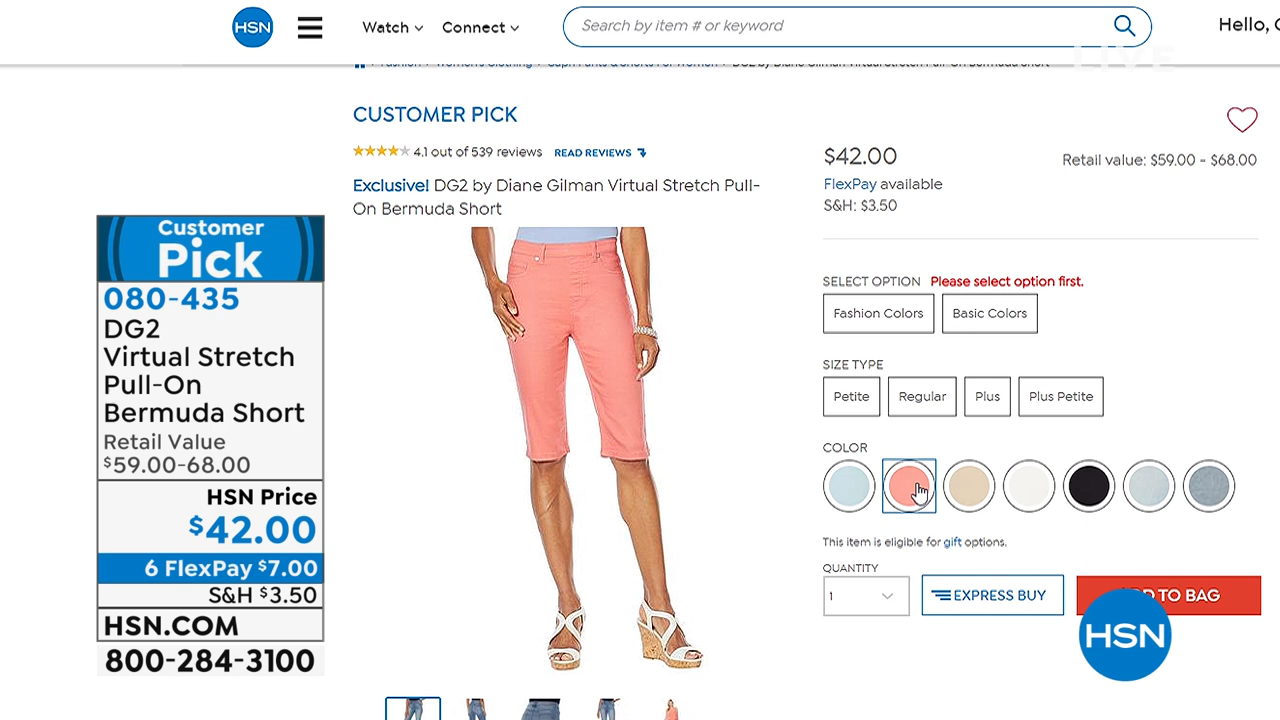 HSN
Watch
Connect
Search by item # or keyword
Hello,
LIVE
CUSTOMER PICK
4.1 out of 539 reviews READ REVIEWS
Exclusive! DG2 by Diane Gilman Virtual Stretch Pull-
On Bermuda Short
$42.00
Retail value: $59.00 - $68.00
FlexPay available
S&H: $3.50
SELECT OPTION Please select option first.
Fashion Colors
Basic Colors
SIZE TYPE
Petite
Regular
Plus
Plus Petite
COLOR
This item is eligible for gift options.
QUANTITY
1
EXPRESS BUY
TO BAG
HSN
Customer
Pick
080-435
DG2
Virtual Stretch
Pull-On
Bermuda Short
Retail Value
$59.00-68.00
HSN Price
$42.00
6 FlexPay $7.00
S&H $3.50
HSN.COM
800-284-3100